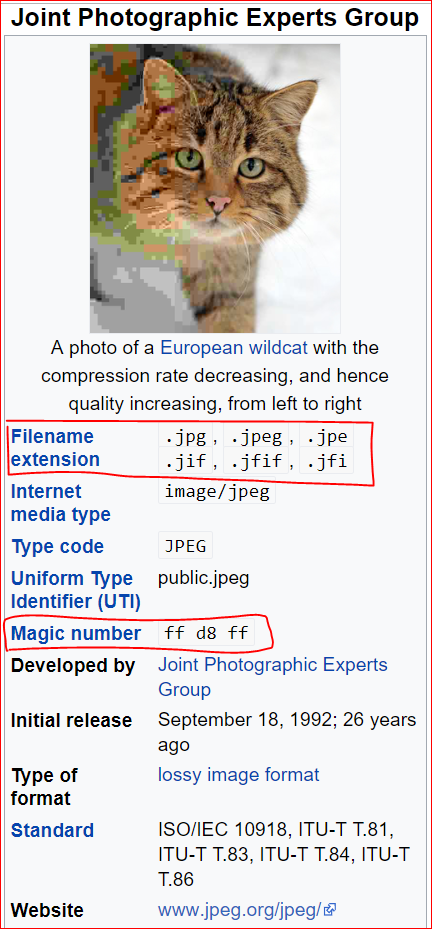 Joint Photographic Experts Group
A photo of a European wildcat with the
compression rate decreasing, and hence
quality increasing, from left to right
Filename extension .jpg, .jpeg, .jpe
.jif, .jfif, .jfi
Internet media type image/jpeg
Type code JPEG
Uniform Type Identifier (UTI) public.jpeg
Magic number ff d8 ff
Developed by Joint Photographic Experts
Group
Initial release September 18, 1992; 26 years
ago
Type of format lossy image format
Standard ISO/IEC 10918, ITU-T T.81,
ITU-T T.83, ITU-T T.84, ITU-T
T.86
Website www.jpeg.org/jpeg/